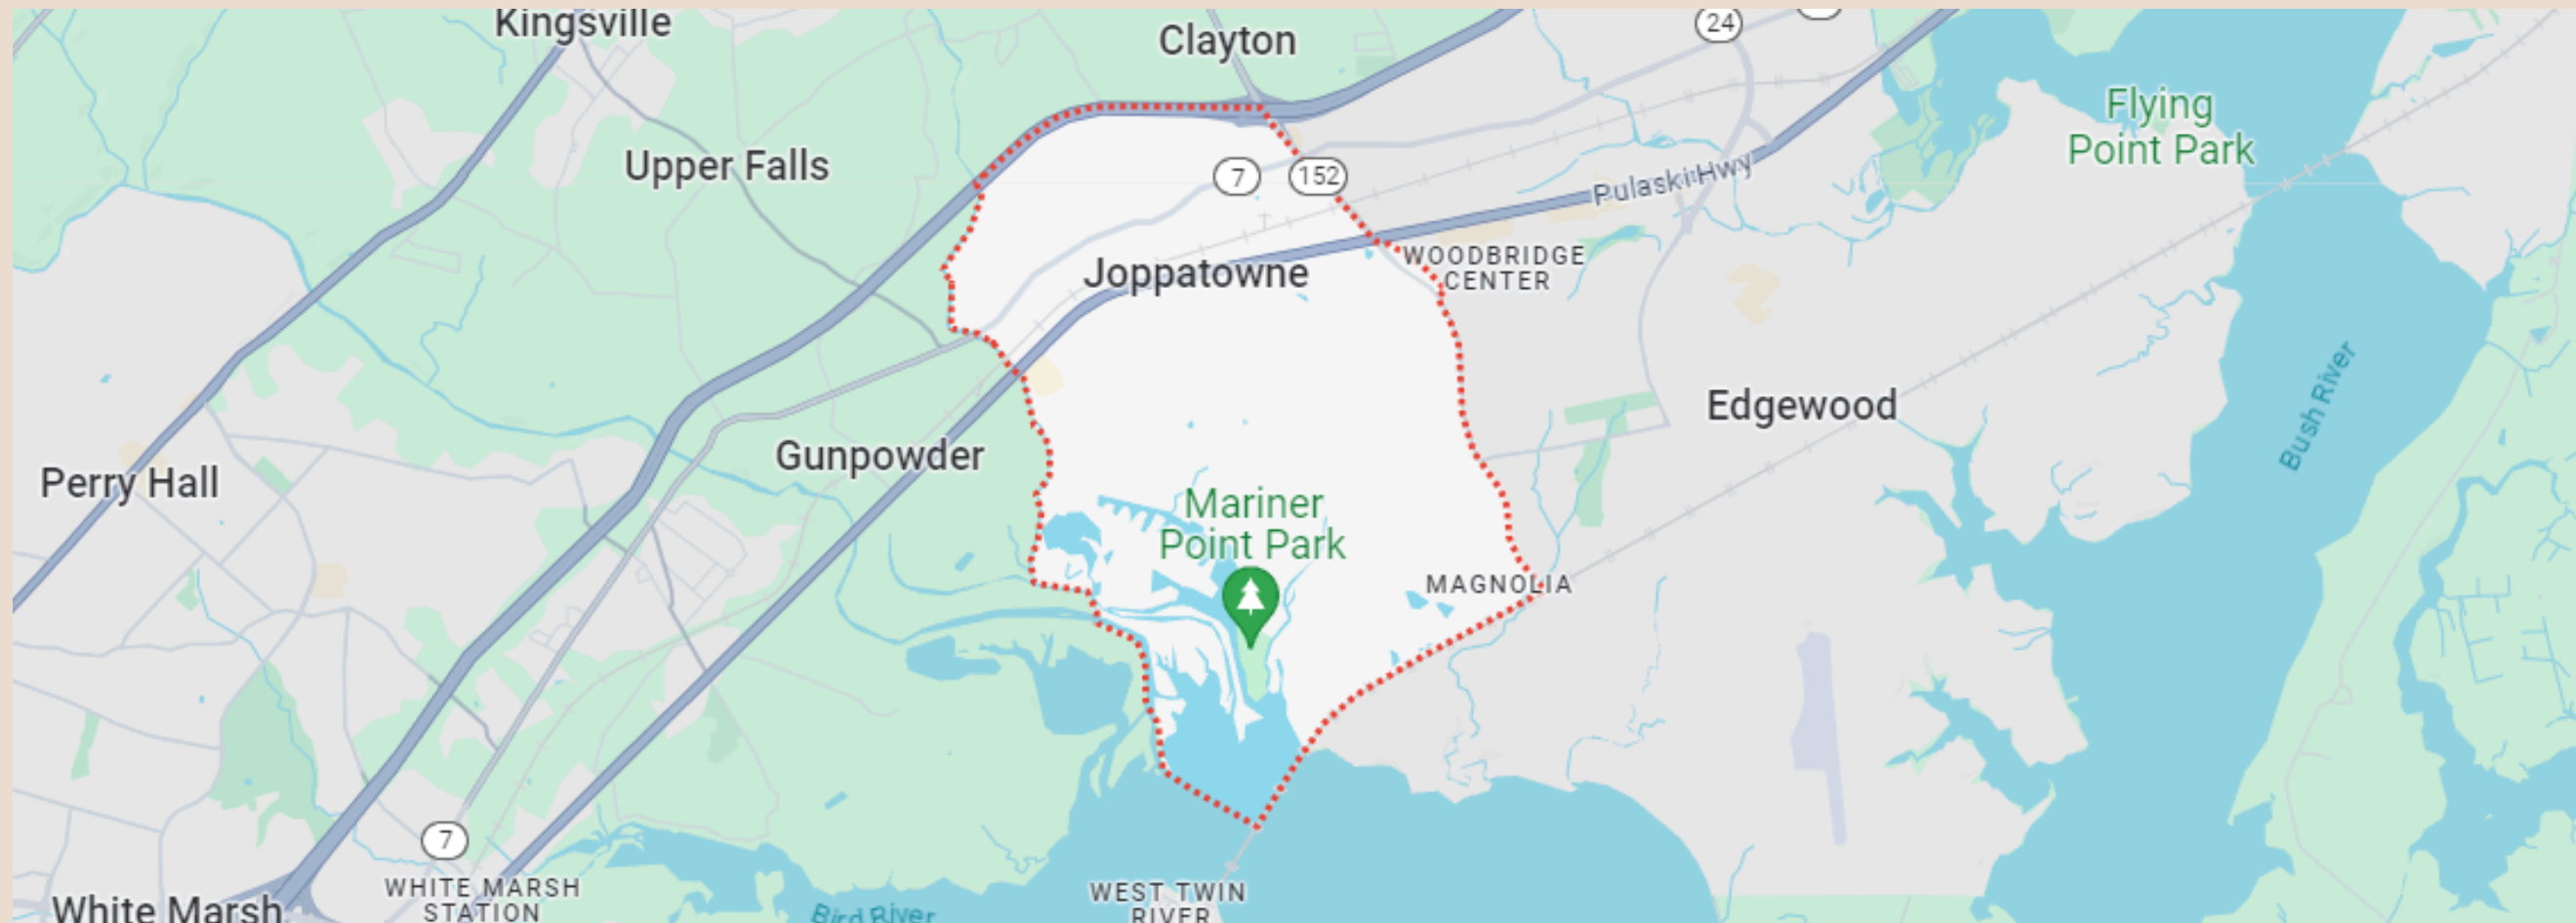 Kingsville
Clayton
24
Flying
Point Park
Upper Falls
7
152
Pulaski Hwy
WOODBRIDGE
CENTER
Joppatowne
Edgewood
Bush River
Gunpowder
Perry Hall
Mariner
Point Park
MAGNOLIA
7
WHITE MARSH
STATION
White Marsh
Bird River
WEST TWIN
RIVER